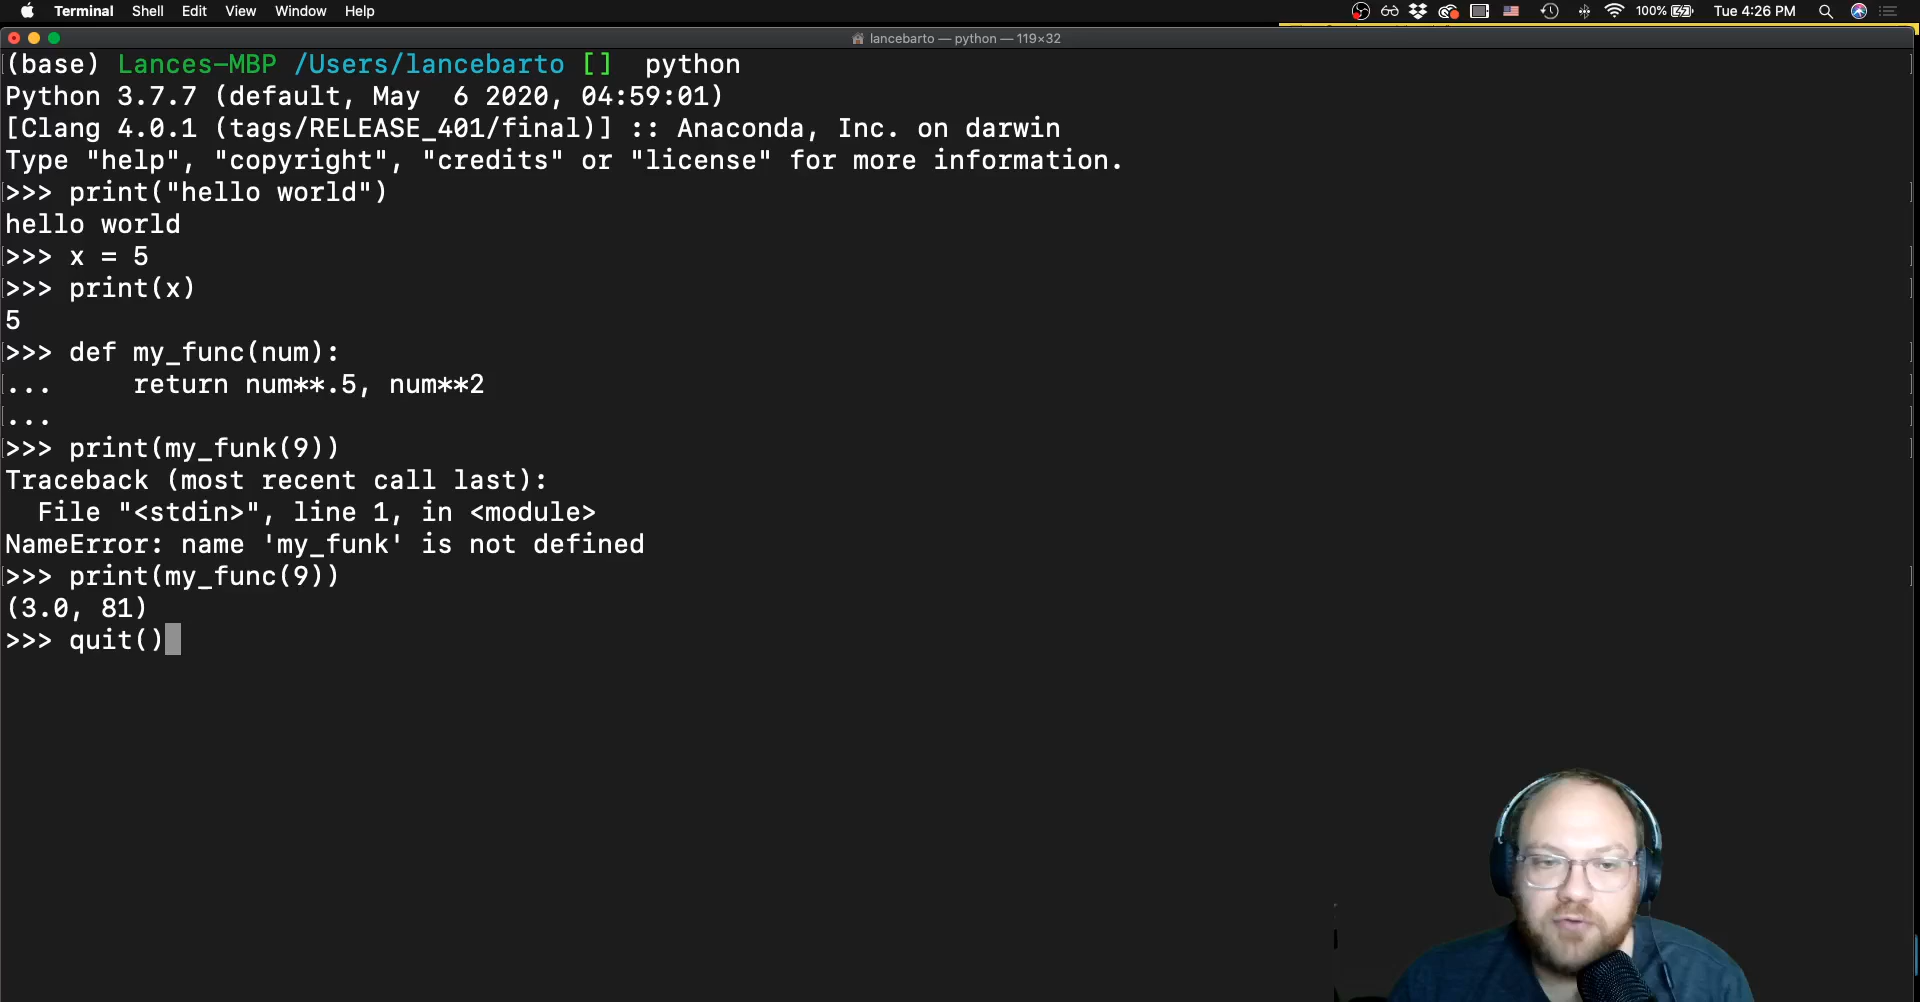 Terminal Shell Edit View Window Help 100% Tue 4:26 PM
lancebarto — python — 119×32
(base) Lances-MBP /Users/lancebarto [] python
Python 3.7.7 (default, May  6 2020, 04:59:01)
[Clang 4.0.1 (tags/RELEASE_401/final)] :: Anaconda, Inc. on darwin
Type "help", "copyright", "credits" or "license" for more information.
>>> print("hello world")
hello world
>>> x = 5
>>> print(x)
5
>>> def my_func(num):
...     return num**.5, num**2
...
>>> print(my_funk(9))
Traceback (most recent call last):
  File "<stdin>", line 1, in <module>
NameError: name 'my_funk' is not defined
>>> print(my_func(9))
(3.0, 81)
>>> quit()